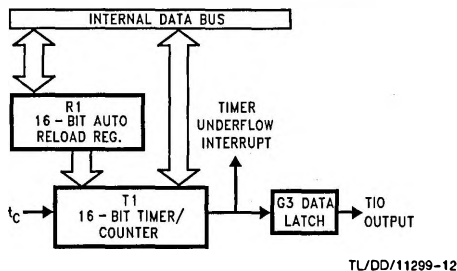 INTERNAL DATA BUS
R1
16-BIT AUTO
RELOAD REG.
TIMER
UNDERFLOW
INTERRUPT
tC
T1
16-BIT TIMER/
COUNTER
G3 DATA
LATCH
TIO
OUTPUT
TL/DD/11299-12